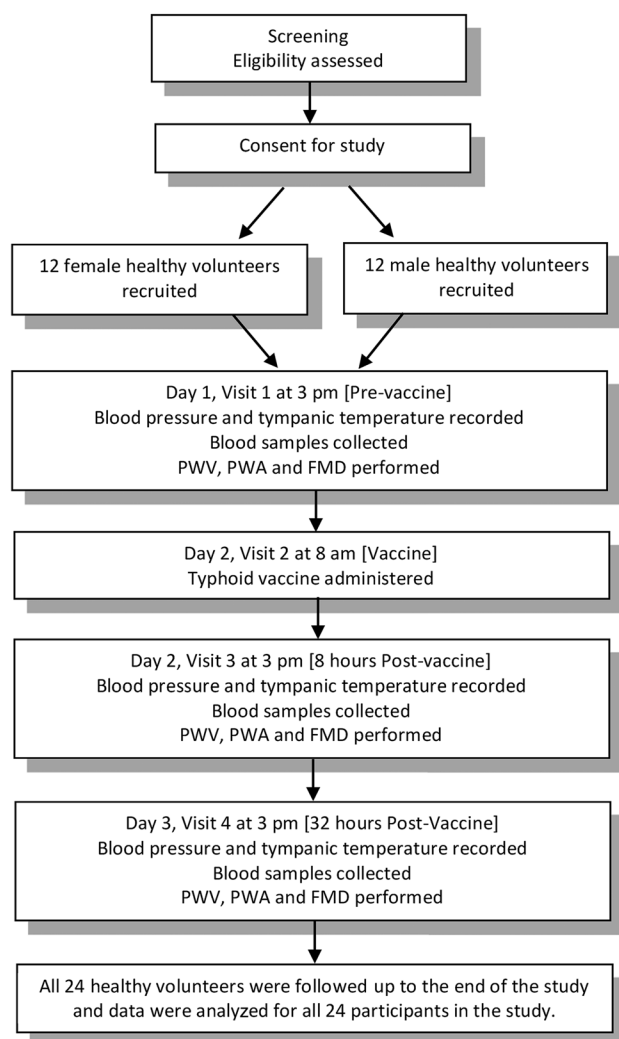 Screening
Eligibility assessed
Consent for study
12 female healthy volunteers
recruited
12 male healthy volunteers
recruited
Day 1, Visit 1 at 3 pm [Pre-vaccine]
Blood pressure and tympanic temperature recorded
Blood samples collected
PWV, PWA and FMD performed
Day 2, Visit 2 at 8 am [Vaccine]
Typhoid vaccine administered
Day 2, Visit 3 at 3 pm [8 hours Post-vaccine]
Blood pressure and tympanic temperature recorded
Blood samples collected
PWV, PWA and FMD performed
Day 3, Visit 4 at 3 pm [32 hours Post-Vaccine]
Blood pressure and tympanic temperature recorded
Blood samples collected
PWV, PWA and FMD performed
All 24 healthy volunteers were followed up to the end of the study
and data were analyzed for all 24 participants in the study.